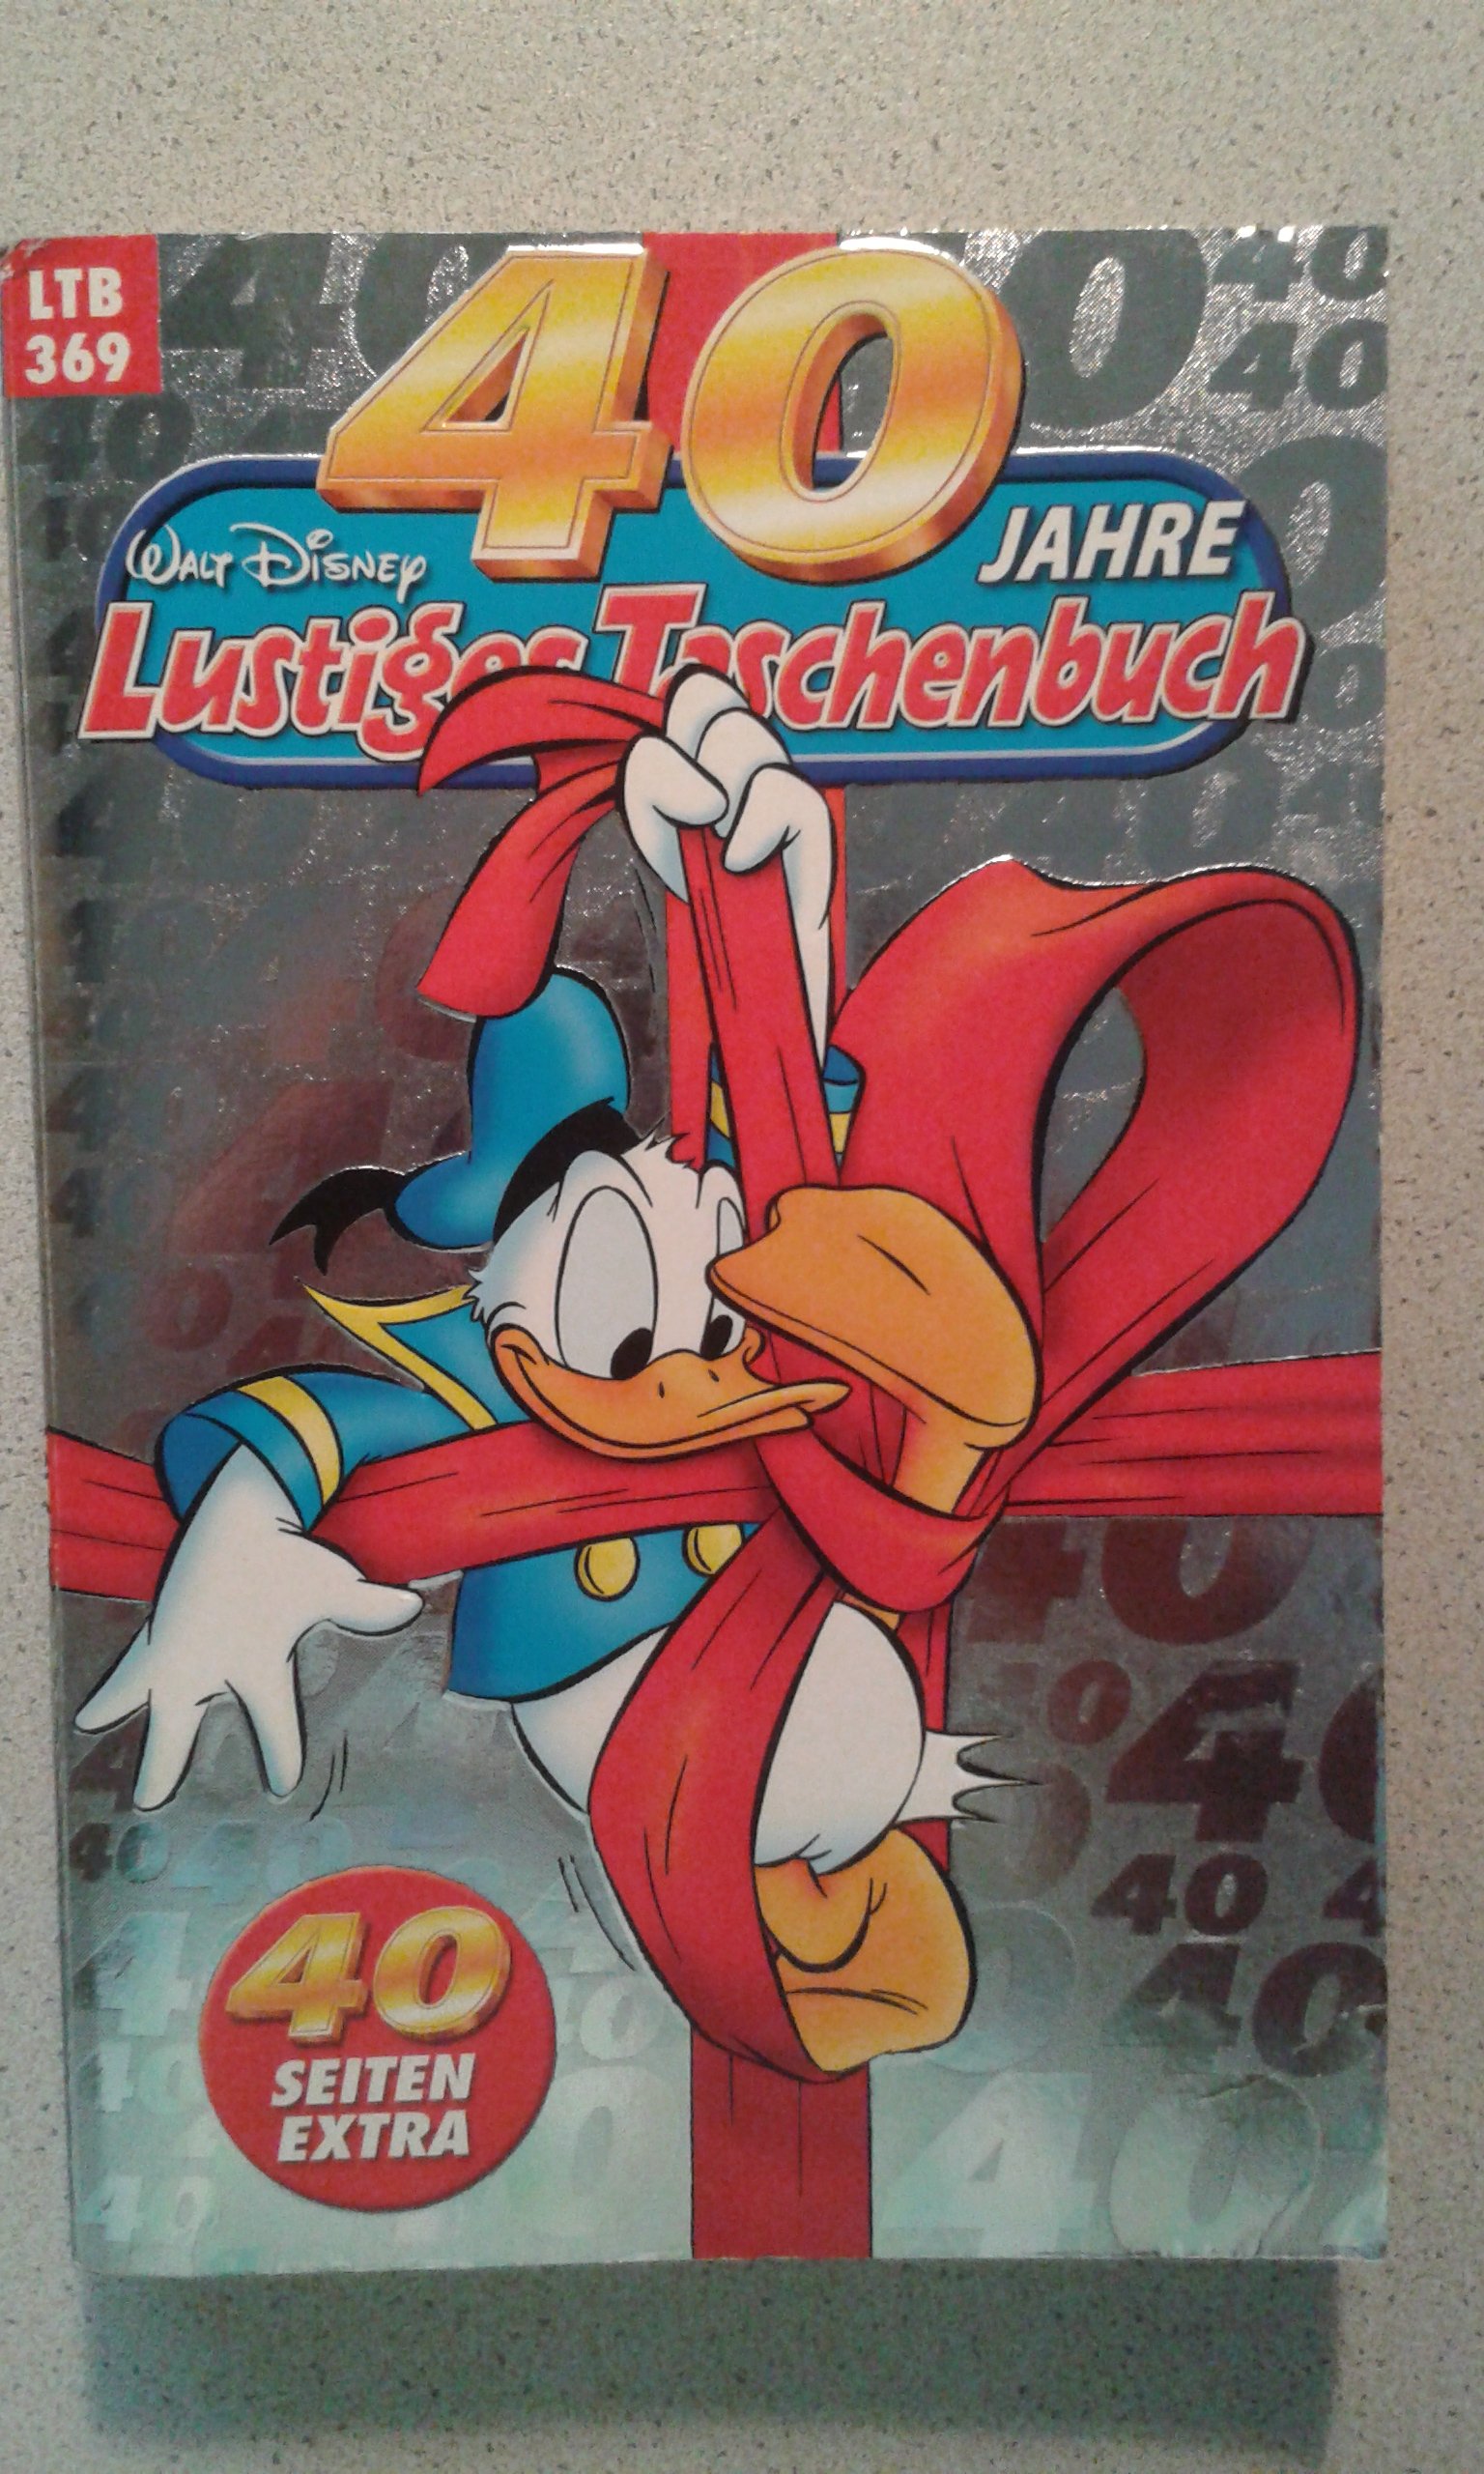 LTB
369
40
JAHRE
WALT DISNEY
Lustiges Taschenbuch
40
SEITEN
EXTRA